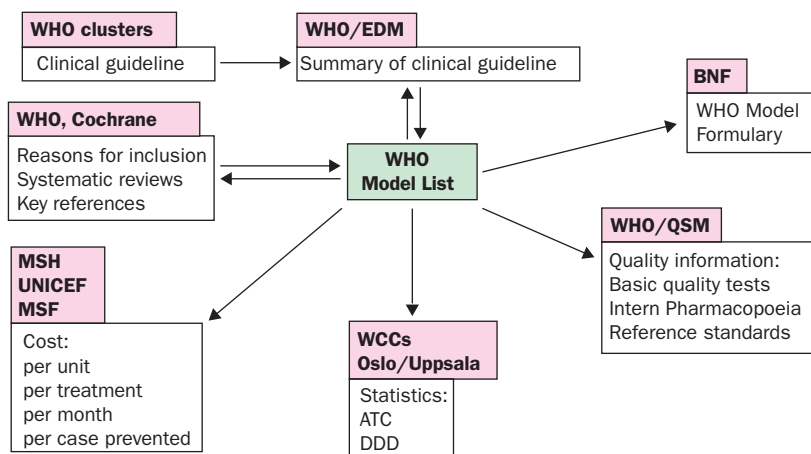 WHO clusters
Clinical guideline
WHO/EDM
Summary of clinical guideline
BNF
WHO Model
Formulary
WHO, Cochrane
Reasons for inclusion
Systematic reviews
Key references
WHO
Model List
WHO/QSM
Quality information:
Basic quality tests
Intern Pharmacopoeia
Reference standards
MSH
UNICEF
MSF
Cost:
per unit
per treatment
per month
per case prevented
WCCs
Oslo/Uppsala
Statistics:
ATC
DDD